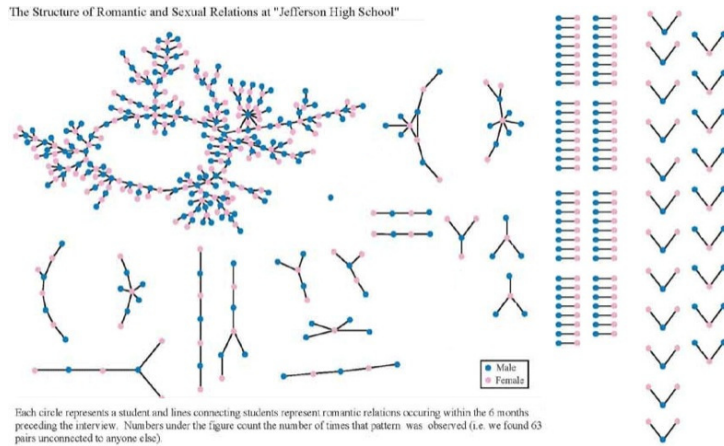 The Structure of Romantic and Sexual Relations at "Jefferson High School"
Male
Female
Each circle represents a student and lines connecting students represent romantic relations occuring within the 6 months
preceding the interview. Numbers under the figure count the number of times that pattern was observed (i.e. we found 63
pairs unconnected to anyone else).